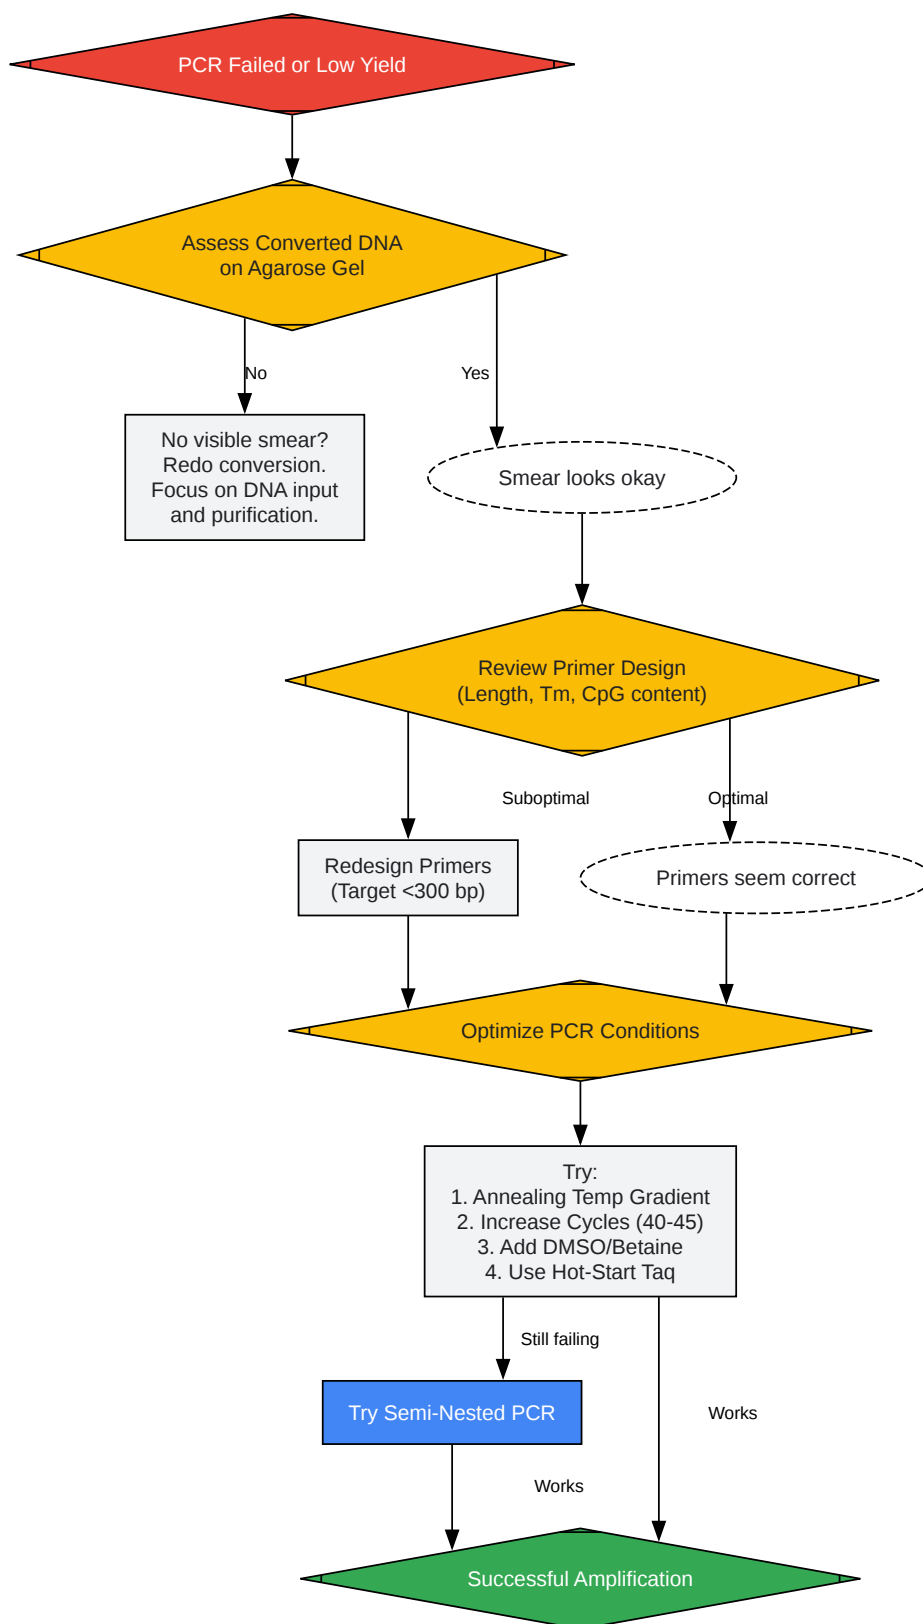 PCR Failed or Low Yield
Assess Converted DNA
on Agarose Gel
No
Yes
No visible smear?
Redo conversion.
Focus on DNA input
and purification.
Smear looks okay
Review Primer Design
(Length, Tm, CpG content)
Suboptimal
Optimal
Redesign Primers
(Target <300 bp)
Primers seem correct
Optimize PCR Conditions
Try:
1. Annealing Temp Gradient
2. Increase Cycles (40-45)
3. Add DMSO/Betaine
4. Use Hot-Start Taq
Still failing
Try Semi-Nested PCR
Works
Works
Successful Amplification